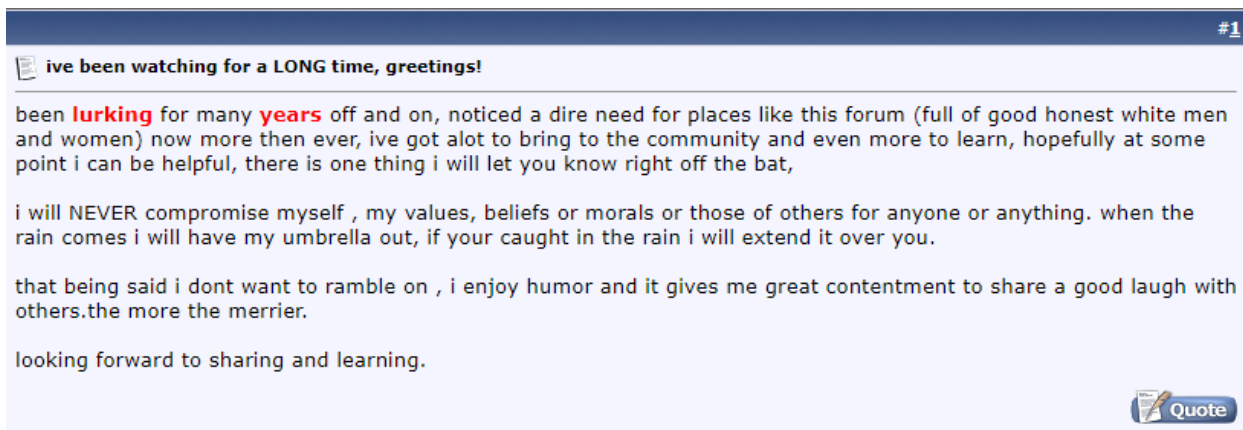 #1
ive been watching for a LONG time, greetings!
been lurking for many years off and on, noticed a dire need for places like this forum (full of good honest white men
and women) now more then ever, ive got alot to bring to the community and even more to learn, hopefully at some
point i can be helpful, there is one thing i will let you know right off the bat,
i will NEVER compromise myself , my values, beliefs or morals or those of others for anyone or anything. when the
rain comes i will have my umbrella out, if your caught in the rain i will extend it over you.
that being said i dont want to ramble on , i enjoy humor and it gives me great contentment to share a good laugh with
others.the more the merrier.
looking forward to sharing and learning.
Quote